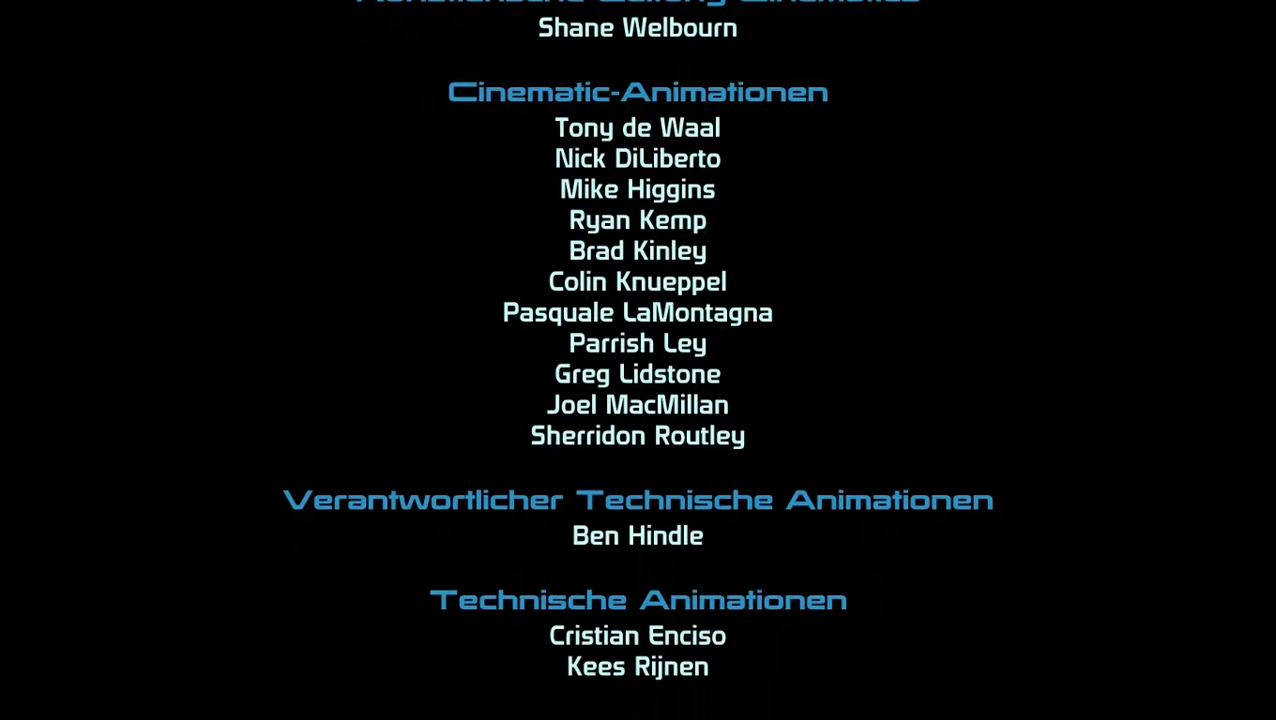 Shane Welbourn
Cinematic-Animationen
Tony de Waal
Nick DiLiberto
Mike Higgins
Ryan Kemp
Brad Kinley
Colin Knueppel
Pasquale LaMontagna
Parrish Ley
Greg Lidstone
Joel MacMillan
Sherridon Routley
Verantwortlicher Technische Animationen
Ben Hindle
Technische Animationen
Cristian Enciso
Kees Rijnen